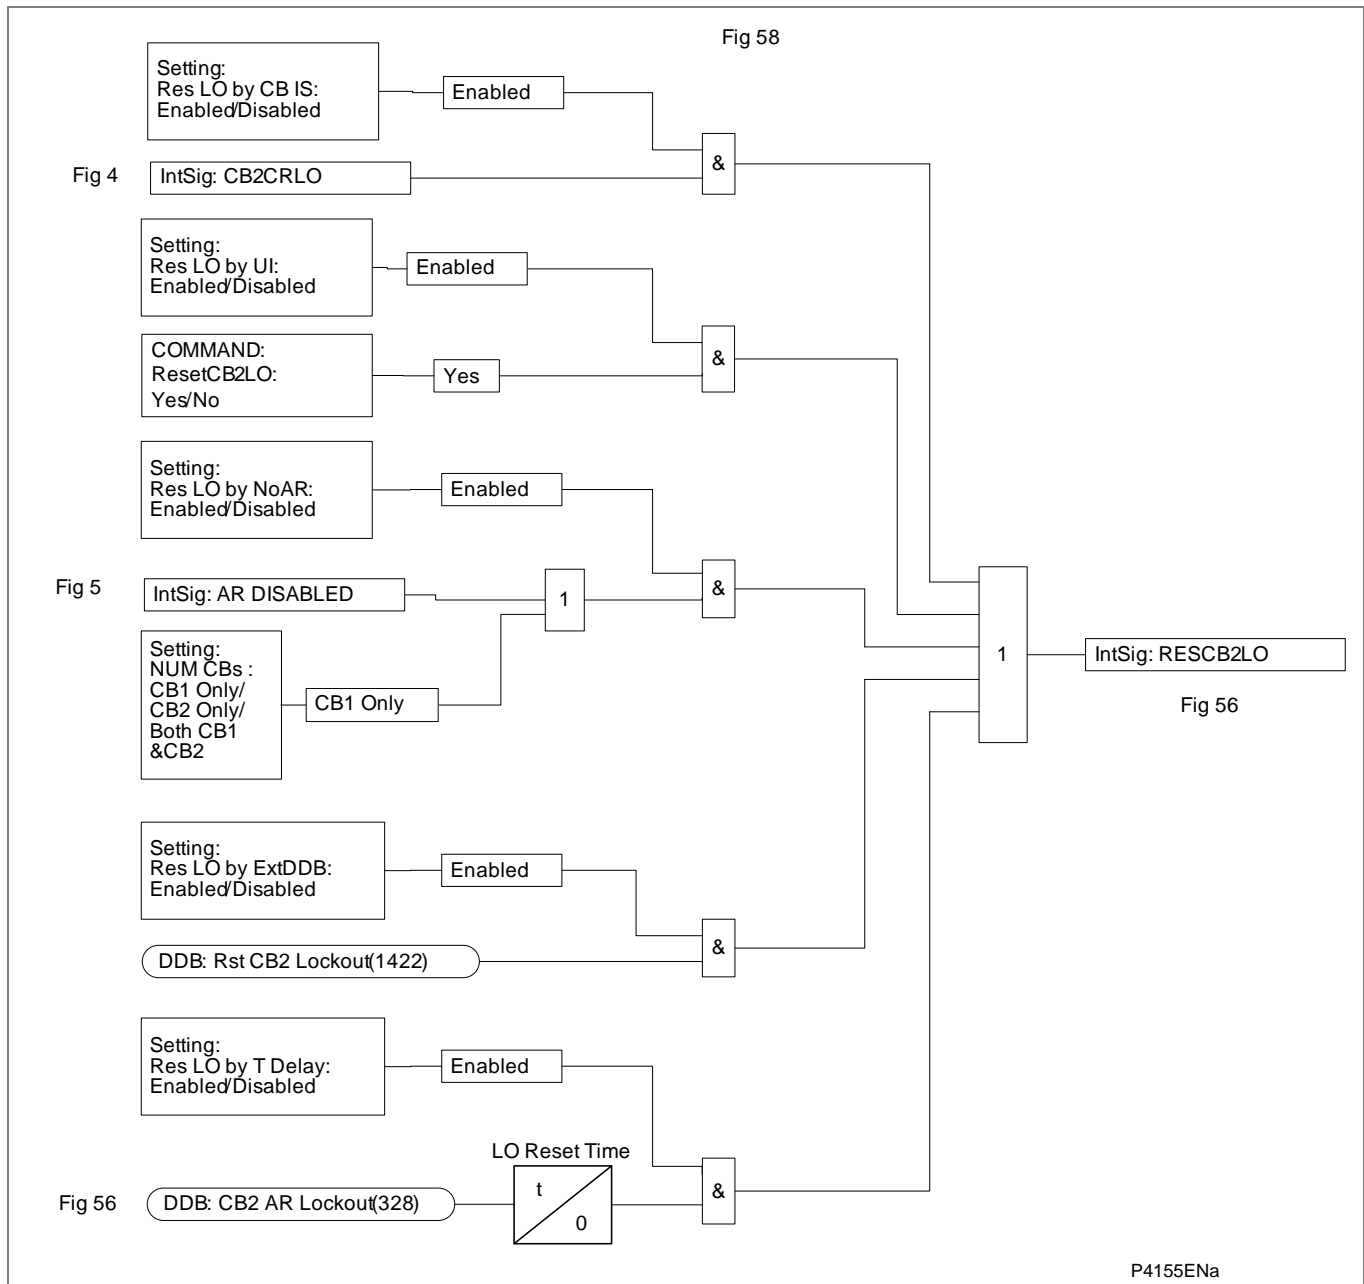 Fig 58
Setting:
Res LO by CB IS:
Enabled/Disabled
Enabled
&
Fig 4
IntSig: CB2CRLO
Setting:
Res LO by UI:
Enabled/Disabled
Enabled
COMMAND:
ResetCB2LO:
Yes/No
Yes
&
Setting:
Res LO by NoAR:
Enabled/Disabled
Enabled
Fig 5
IntSig: AR DISABLED
1
&
Setting:
NUM CBs :
CB1 Only/
CB2 Only/
Both CB1
&CB2
CB1 Only
1
IntSig: RESCB2LO
Fig 56
Setting:
Res LO by ExtDDB:
Enabled/Disabled
Enabled
&
DDB: Rst CB2 Lockout(1422)
Setting:
Res LO by T Delay:
Enabled/Disabled
Enabled
LO Reset Time
t
0
&
Fig 56
DDB: CB2 AR Lockout(328)
P4155ENa